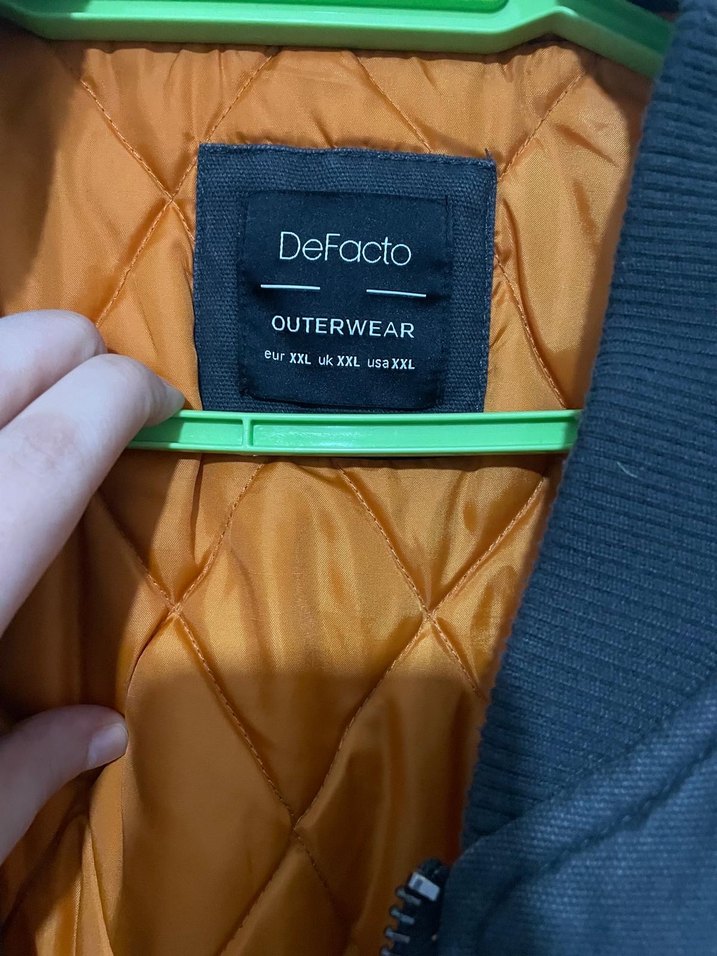 DeFacto
OUTERWEAR
eur XXL uk XXL usa XXL